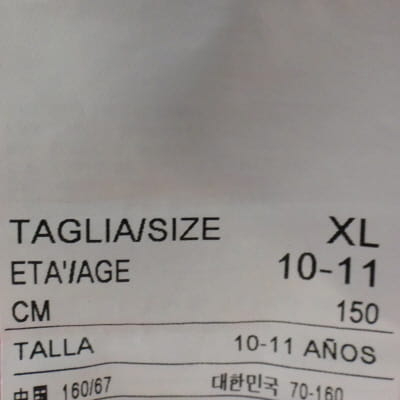 TAGLIA/SIZE XL
ETA'/AGE 10-11
CM 150
TALLA 10-11 AÑOS
中国 160/67 대한민국 70-160